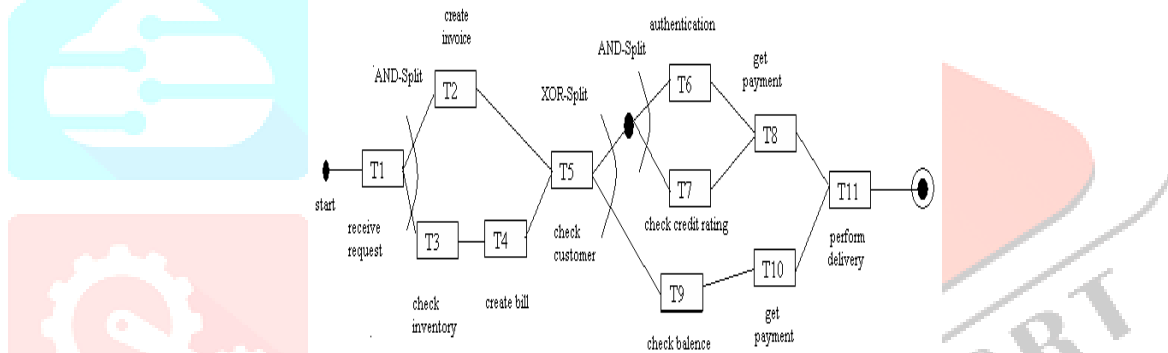 create
invoice
AND-Split
T2
T1
start
receive
request
T3
T4
check
inventory
create bill
T5
check
customer
XOR-Split
AND-Split
authentication
T6
T7
check credit rating
get
payment
T8
T9
check balence
T10
get
payment
T11
perform
delivery